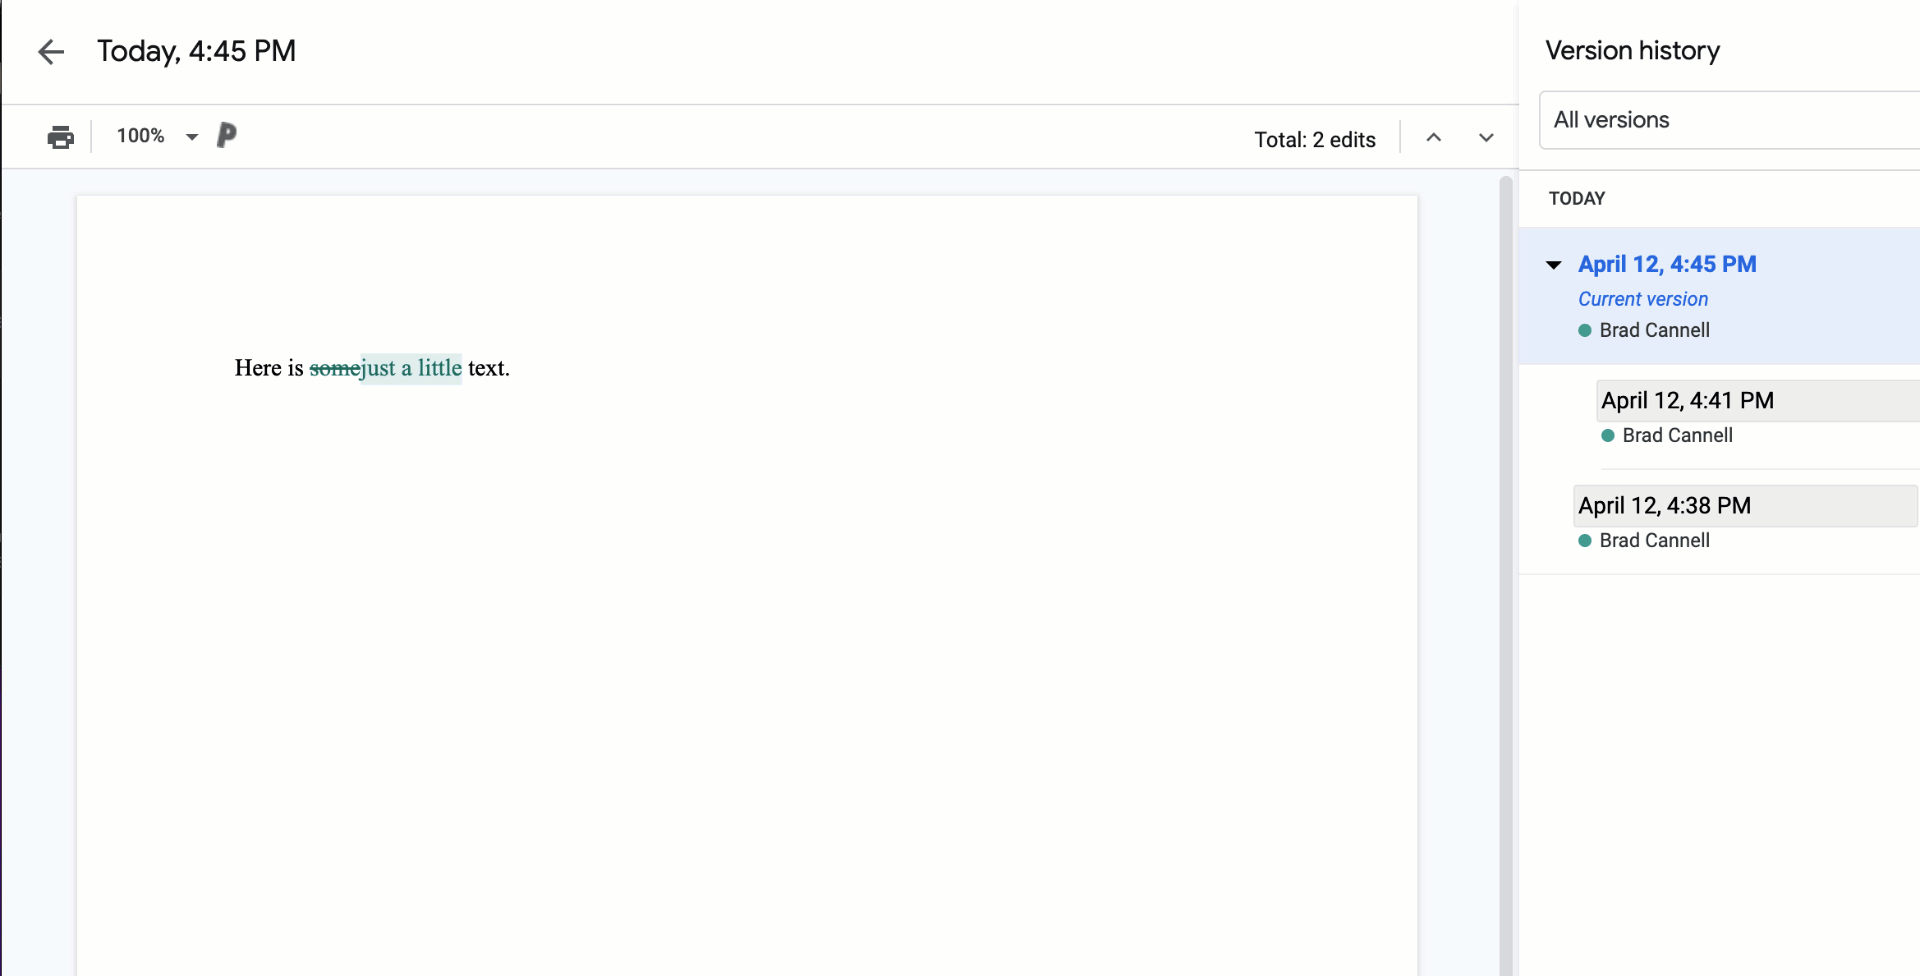 Today, 4:45 PM
100%
Total: 2 edits
Here is somejust a little text.
Version history
All versions
TODAY
April 12, 4:45 PM
Current version
Brad Cannell
April 12, 4:41 PM
Brad Cannell
April 12, 4:38 PM
Brad Cannell